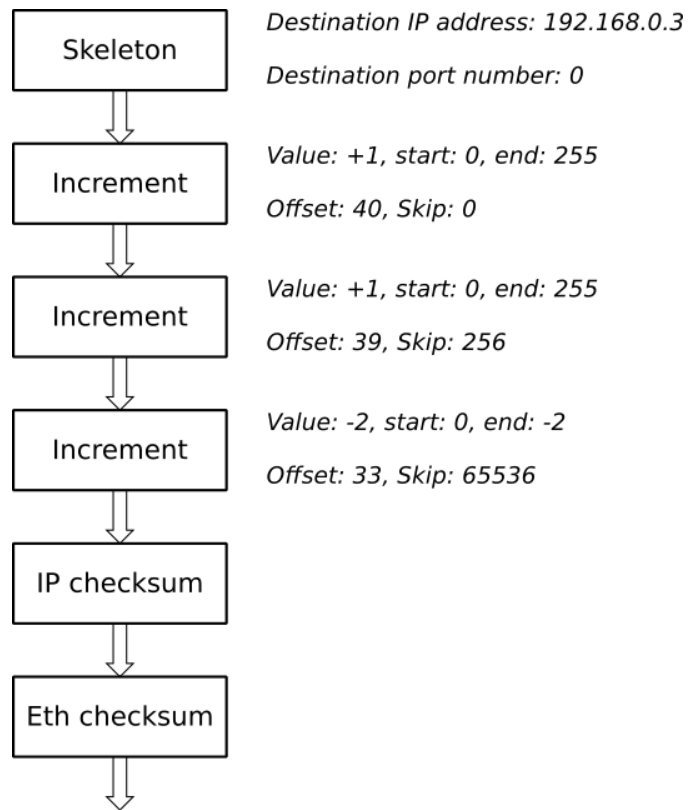 Skeleton
Destination IP address: 192.168.0.3
Destination port number: 0
Increment
Value: +1, start: 0, end: 255
Offset: 40, Skip: 0
Increment
Value: +1, start: 0, end: 255
Offset: 39, Skip: 256
Increment
Value: -2, start: 0, end: -2
Offset: 33, Skip: 65536
IP checksum
Eth checksum